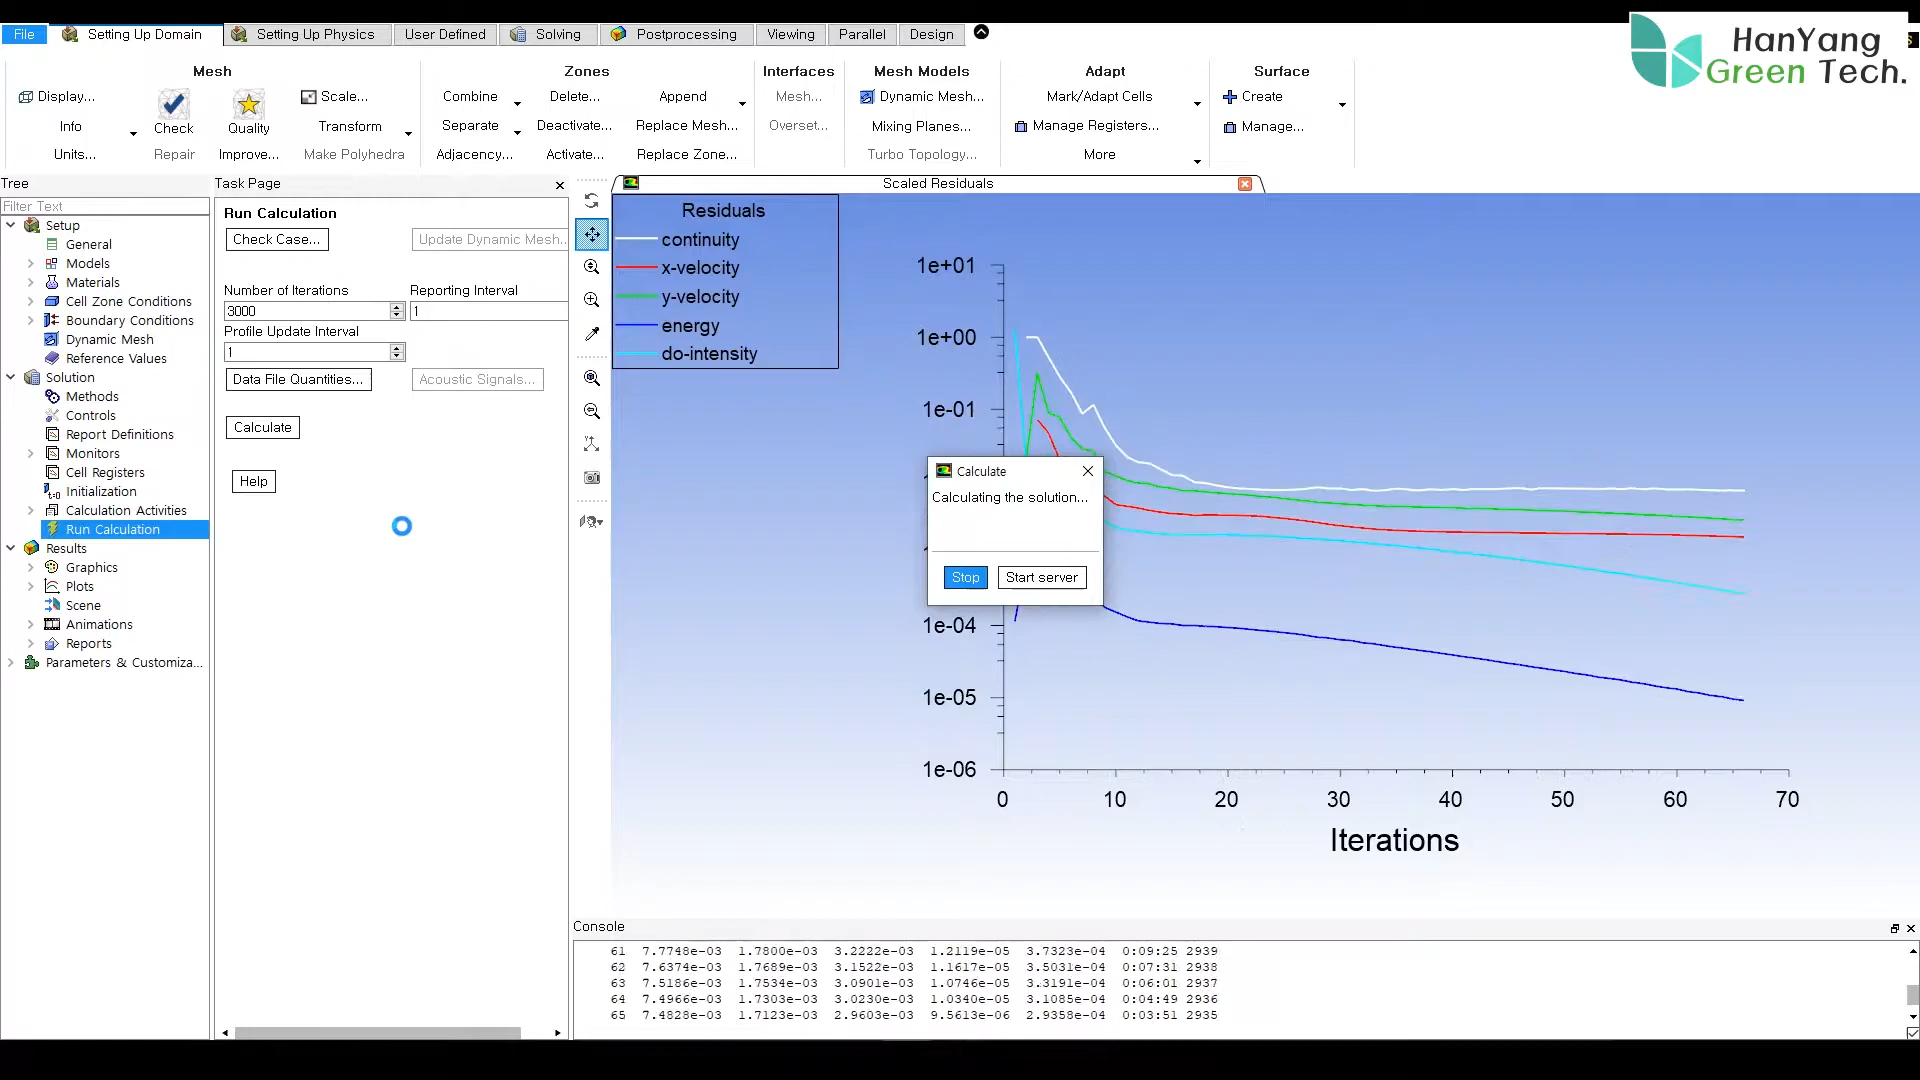 File
Setting Up Domain
Setting Up Physics
User Defined
Solving
Postprocessing
Viewing
Parallel
Design
HanYang
Green Tech.
Mesh
Zones
Interfaces
Mesh Models
Adapt
Surface
Display...
Scale...
Combine
Delete...
Append
Mesh...
Dynamic Mesh...
Mark/Adapt Cells
Create
Info
Check
Quality
Transform
Separate
Deactivate...
Replace Mesh...
Overset...
Mixing Planes...
Manage Registers...
Manage...
Units...
Repair
Improve...
Make Polyhedra
Adjacency...
Activate...
Replace Zone...
Turbo Topology...
More
Tree
Filter Text
Setup
General
Models
Materials
Cell Zone Conditions
Boundary Conditions
Dynamic Mesh
Reference Values
Solution
Methods
Controls
Report Definitions
Monitors
Cell Registers
Initialization
Calculation Activities
Run Calculation
Results
Graphics
Plots
Scene
Animations
Reports
Parameters & Customiza...
Task Page
Run Calculation
Check Case...
Update Dynamic Mesh..
Number of Iterations
Reporting Interval
3000
1
Profile Update Interval
1
Data File Quantities...
Acoustic Signals...
Calculate
Help
Scaled Residuals
Residuals
continuity
x-velocity
y-velocity
energy
do-intensity
1e+01
1e+00
1e-01
1e-04
1e-05
1e-06
0 10 20 30 40 50 60 70
Iterations
Calculate
Calculating the solution...
Stop
Start server
Console
61 7.7748e-03 1.7800e-03 3.2222e-03 1.2119e-05 3.7323e-04 0:09:25 2939
62 7.6374e-03 1.7689e-03 3.1522e-03 1.1617e-05 3.5031e-04 0:07:31 2938
63 7.5186e-03 1.7534e-03 3.0901e-03 1.0746e-05 3.3191e-04 0:06:01 2937
64 7.4966e-03 1.7303e-03 3.0230e-03 1.0340e-05 3.1085e-04 0:04:49 2936
65 7.4828e-03 1.7123e-03 2.9603e-03 9.5613e-06 2.9358e-04 0:03:51 2935